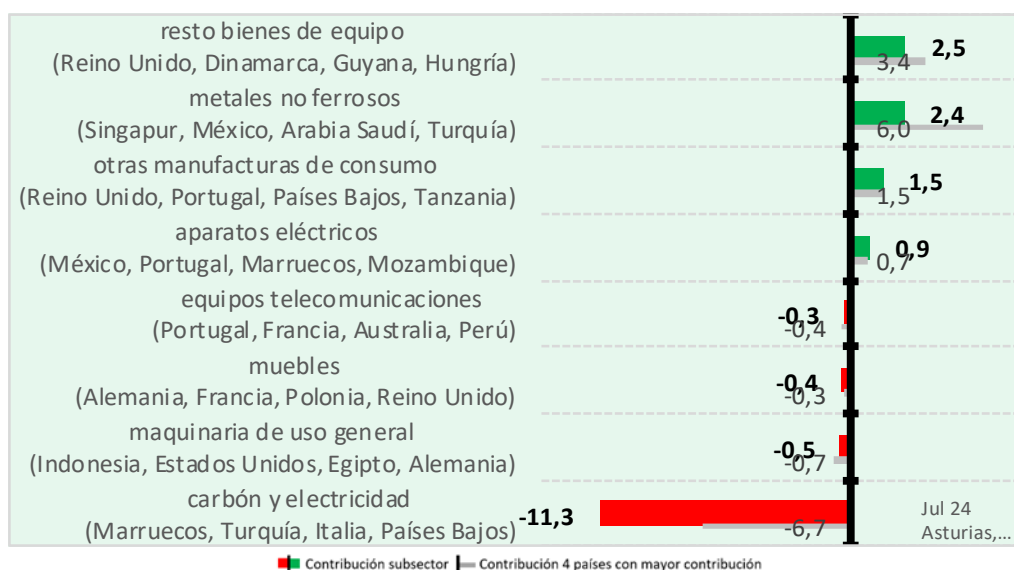 resto bienes de equipo
(Reino Unido, Dinamarca, Guyana, Hungría)
2,5
3,4
metales no ferrosos
(Singapur, México, Arabia Saudí, Turquía)
2,4
6,0
otras manufacturas de consumo
(Reino Unido, Portugal, Países Bajos, Tanzania)
1,5
1,5
aparatos eléctricos
(México, Portugal, Marruecos, Mozambique)
0,9
0,7
equipos telecomunicaciones
(Portugal, Francia, Australia, Perú)
-0,3
-0,4
muebles
(Alemania, Francia, Polonia, Reino Unido)
-0,4
-0,3
maquinaria de uso general
(Indonesia, Estados Unidos, Egipto, Alemania)
-0,5
-0,7
carbón y electricidad
(Marruecos, Turquía, Italia, Países Bajos)
-11,3
-6,7
Jul 24
Asturias,...
Contribución subsector
Contribución 4 países con mayor contribución